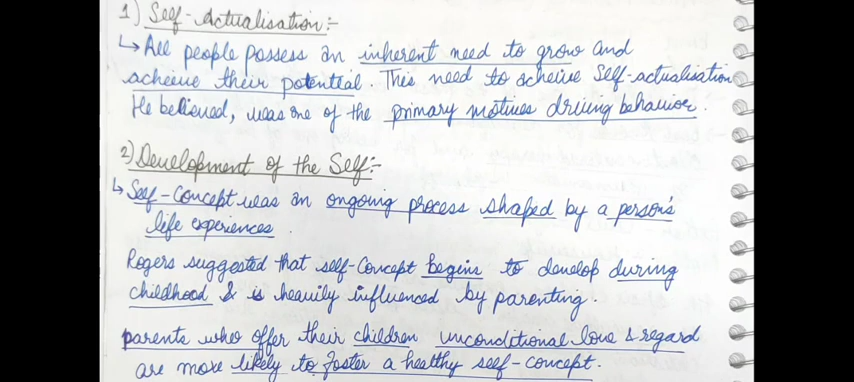 1) Self-Actualisation:-
↳ All people possess an inherent need to grow and
acheive their potential. This need to acheive Self-actualisation
He believed, was one of the primary motives driving behavior.
2) Development of the Self:-
↳ Self-Concept was an ongoing process shaped by a person's
life experiences.
Rogers suggested that self-Concept begins to develop during
childhood & is heavily influenced by parenting.
parents who offer their children unconditional love & regard
are more likely to foster a healthy self-concept.